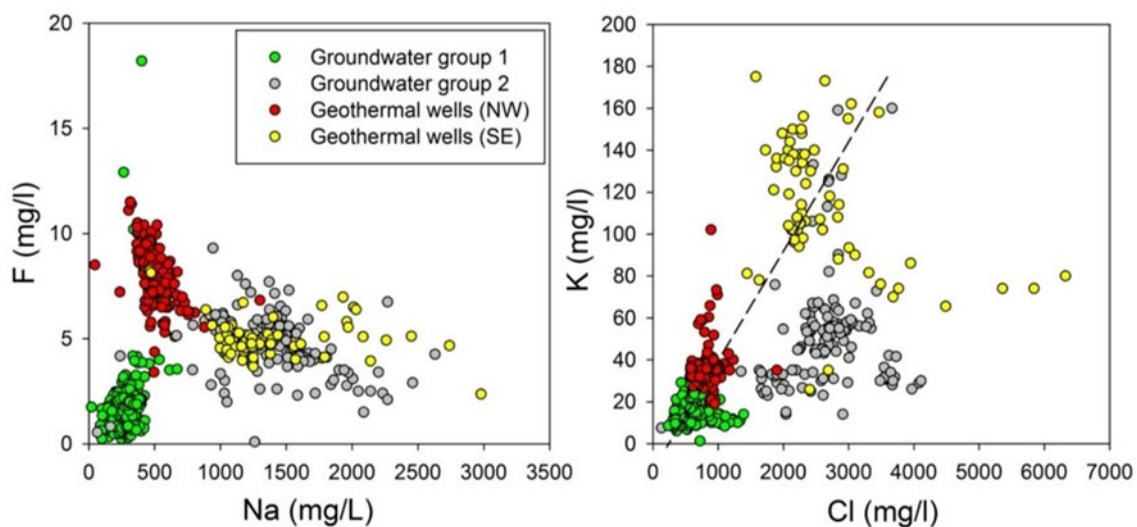 20
15
10
5
0
F (mg/l)
Groundwater group 1
Groundwater group 2
Geothermal wells (NW)
Geothermal wells (SE)
0 500 1000 1500 2000 2500 3000 3500
Na (mg/L)
200
180
160
140
120
100
80
60
40
20
0
K (mg/l)
0 1000 2000 3000 4000 5000 6000 7000
Cl (mg/l)